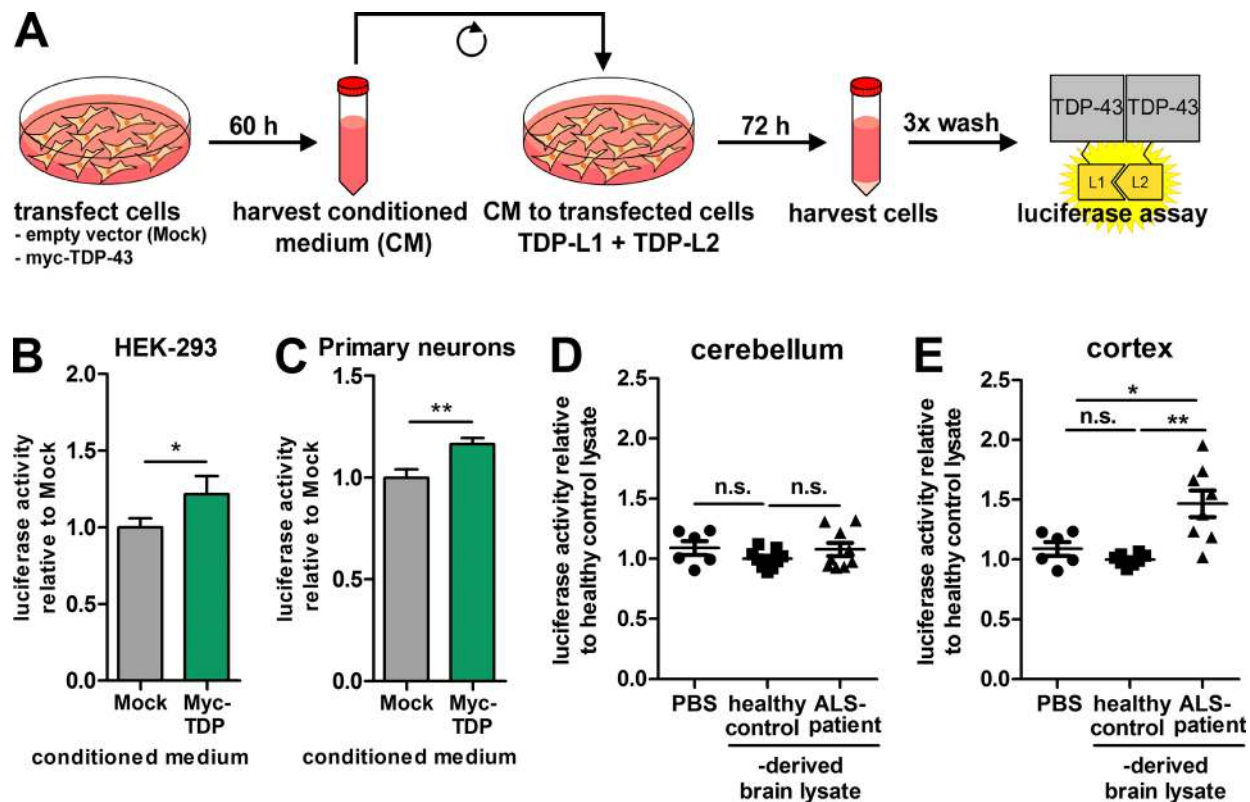 A
60 h
72 h
3x wash
TDP-43 TDP-43
L1 L2
transfect cells
- empty vector (Mock)
- myc-TDP-43
harvest conditioned
medium (CM)
CM to transfected cells
TDP-L1 + TDP-L2
harvest cells
luciferase assay
B HEK-293
luciferase activity
relative to Mock
2.0
1.5
1.0
0.5
0.0
*
Mock Myc-
TDP
conditioned medium
C Primary neurons
luciferase activity
relative to Mock
1.5
1.0
0.5
0.0
**
Mock Myc-
TDP
conditioned medium
D cerebellum
luciferase activity relative
to healthy control lysate
2.5
2.0
1.5
1.0
0.5
0.0
n.s. n.s.
PBS healthy ALS-
control patient
-derived
brain lysate
E cortex
luciferase activity relative
to healthy control lysate
2.5
2.0
1.5
1.0
0.5
0.0
*
n.s. **
PBS healthy ALS-
control patient
-derived
brain lysate